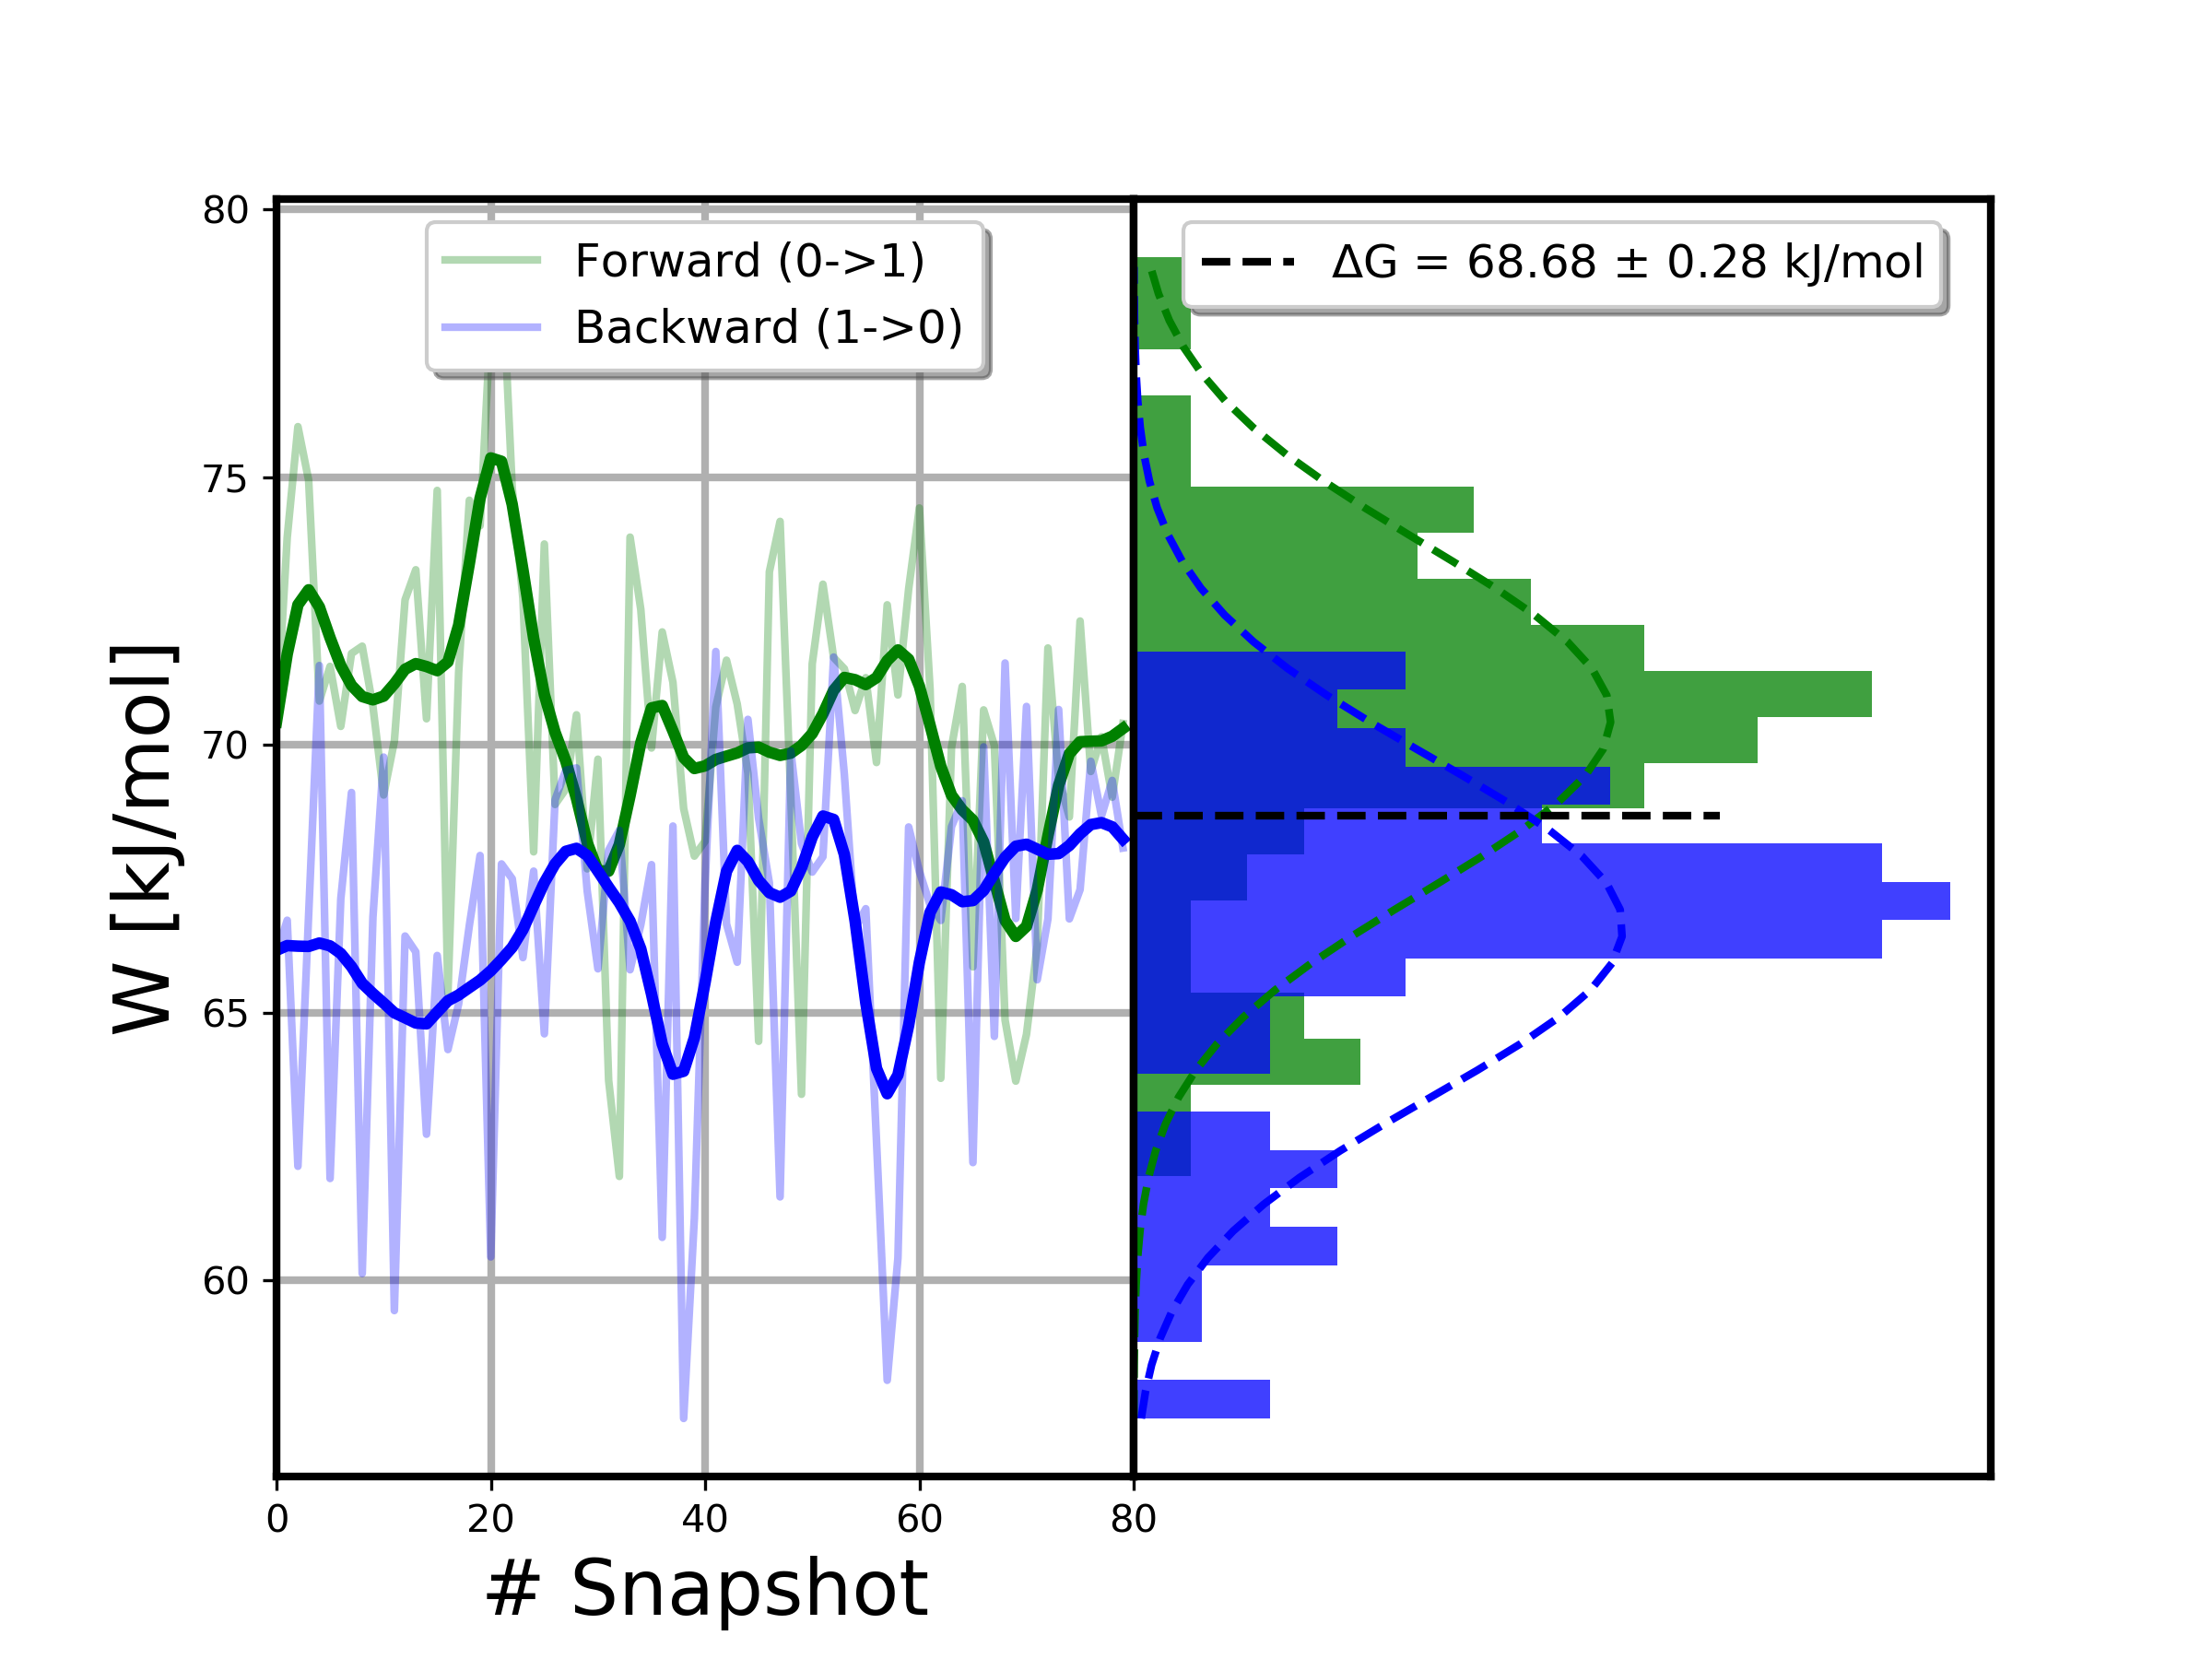 80
75
70
65
60
W [kJ/mol]
Forward (0->1)
Backward (1->0)
ΔG = 68.68 ± 0.28 kJ/mol
0
20
40
60
80
# Snapshot